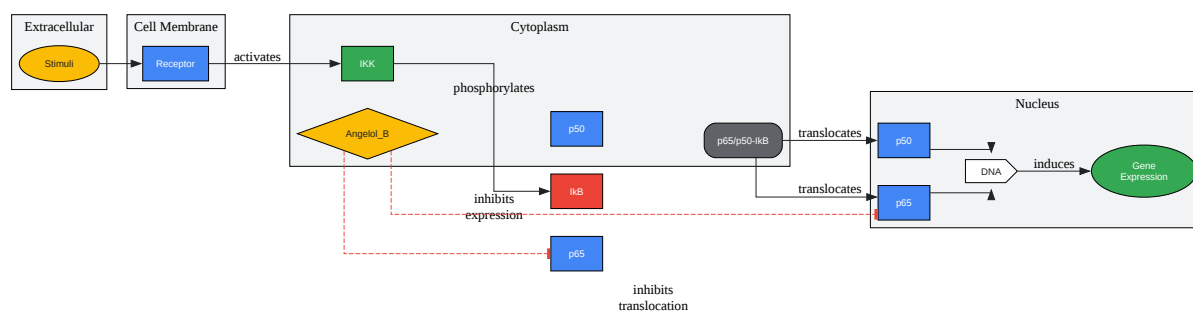 Extracellular
Cell Membrane
Cytoplasm
Stimuli
Receptor
activates
IKK
phosphorylates
Nucleus
Angelol_B
p50
p65/p50-IkB
translocates
p50
DNA
induces
Gene
Expression
IkB
translocates
p65
inhibits
expression
p65
inhibits
translocation